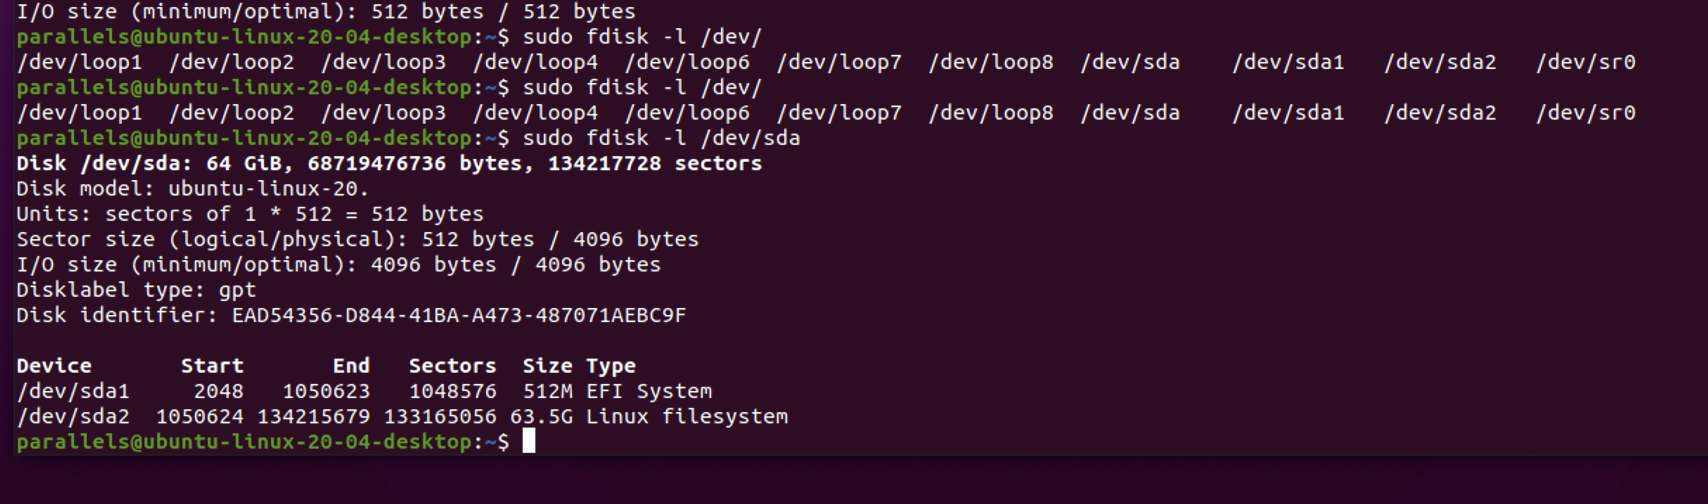 I/O size (minimum/optimal): 512 bytes / 512 bytes
parallels@ubuntu-linux-20-04-desktop:~$ sudo fdisk -l /dev/
/dev/loop1  /dev/loop2  /dev/loop3  /dev/loop4  /dev/loop6  /dev/loop7  /dev/loop8  /dev/sda    /dev/sda1   /dev/sda2   /dev/sr0
parallels@ubuntu-linux-20-04-desktop:~$ sudo fdisk -l /dev/
/dev/loop1  /dev/loop2  /dev/loop3  /dev/loop4  /dev/loop6  /dev/loop7  /dev/loop8  /dev/sda    /dev/sda1   /dev/sda2   /dev/sr0
parallels@ubuntu-linux-20-04-desktop:~$ sudo fdisk -l /dev/sda
Disk /dev/sda: 64 GiB, 68719476736 bytes, 134217728 sectors
Disk model: ubuntu-linux-20.
Units: sectors of 1 * 512 = 512 bytes
Sector size (logical/physical): 512 bytes / 4096 bytes
I/O size (minimum/optimal): 4096 bytes / 4096 bytes
Disklabel type: gpt
Disk identifier: EAD54356-D844-41BA-A473-487071AEBC9F
Device       Start       End   Sectors  Size Type
/dev/sda1     2048   1050623   1048576  512M EFI System
/dev/sda2  1050624 134215679 133165056 63.5G Linux filesystem
parallels@ubuntu-linux-20-04-desktop:~$